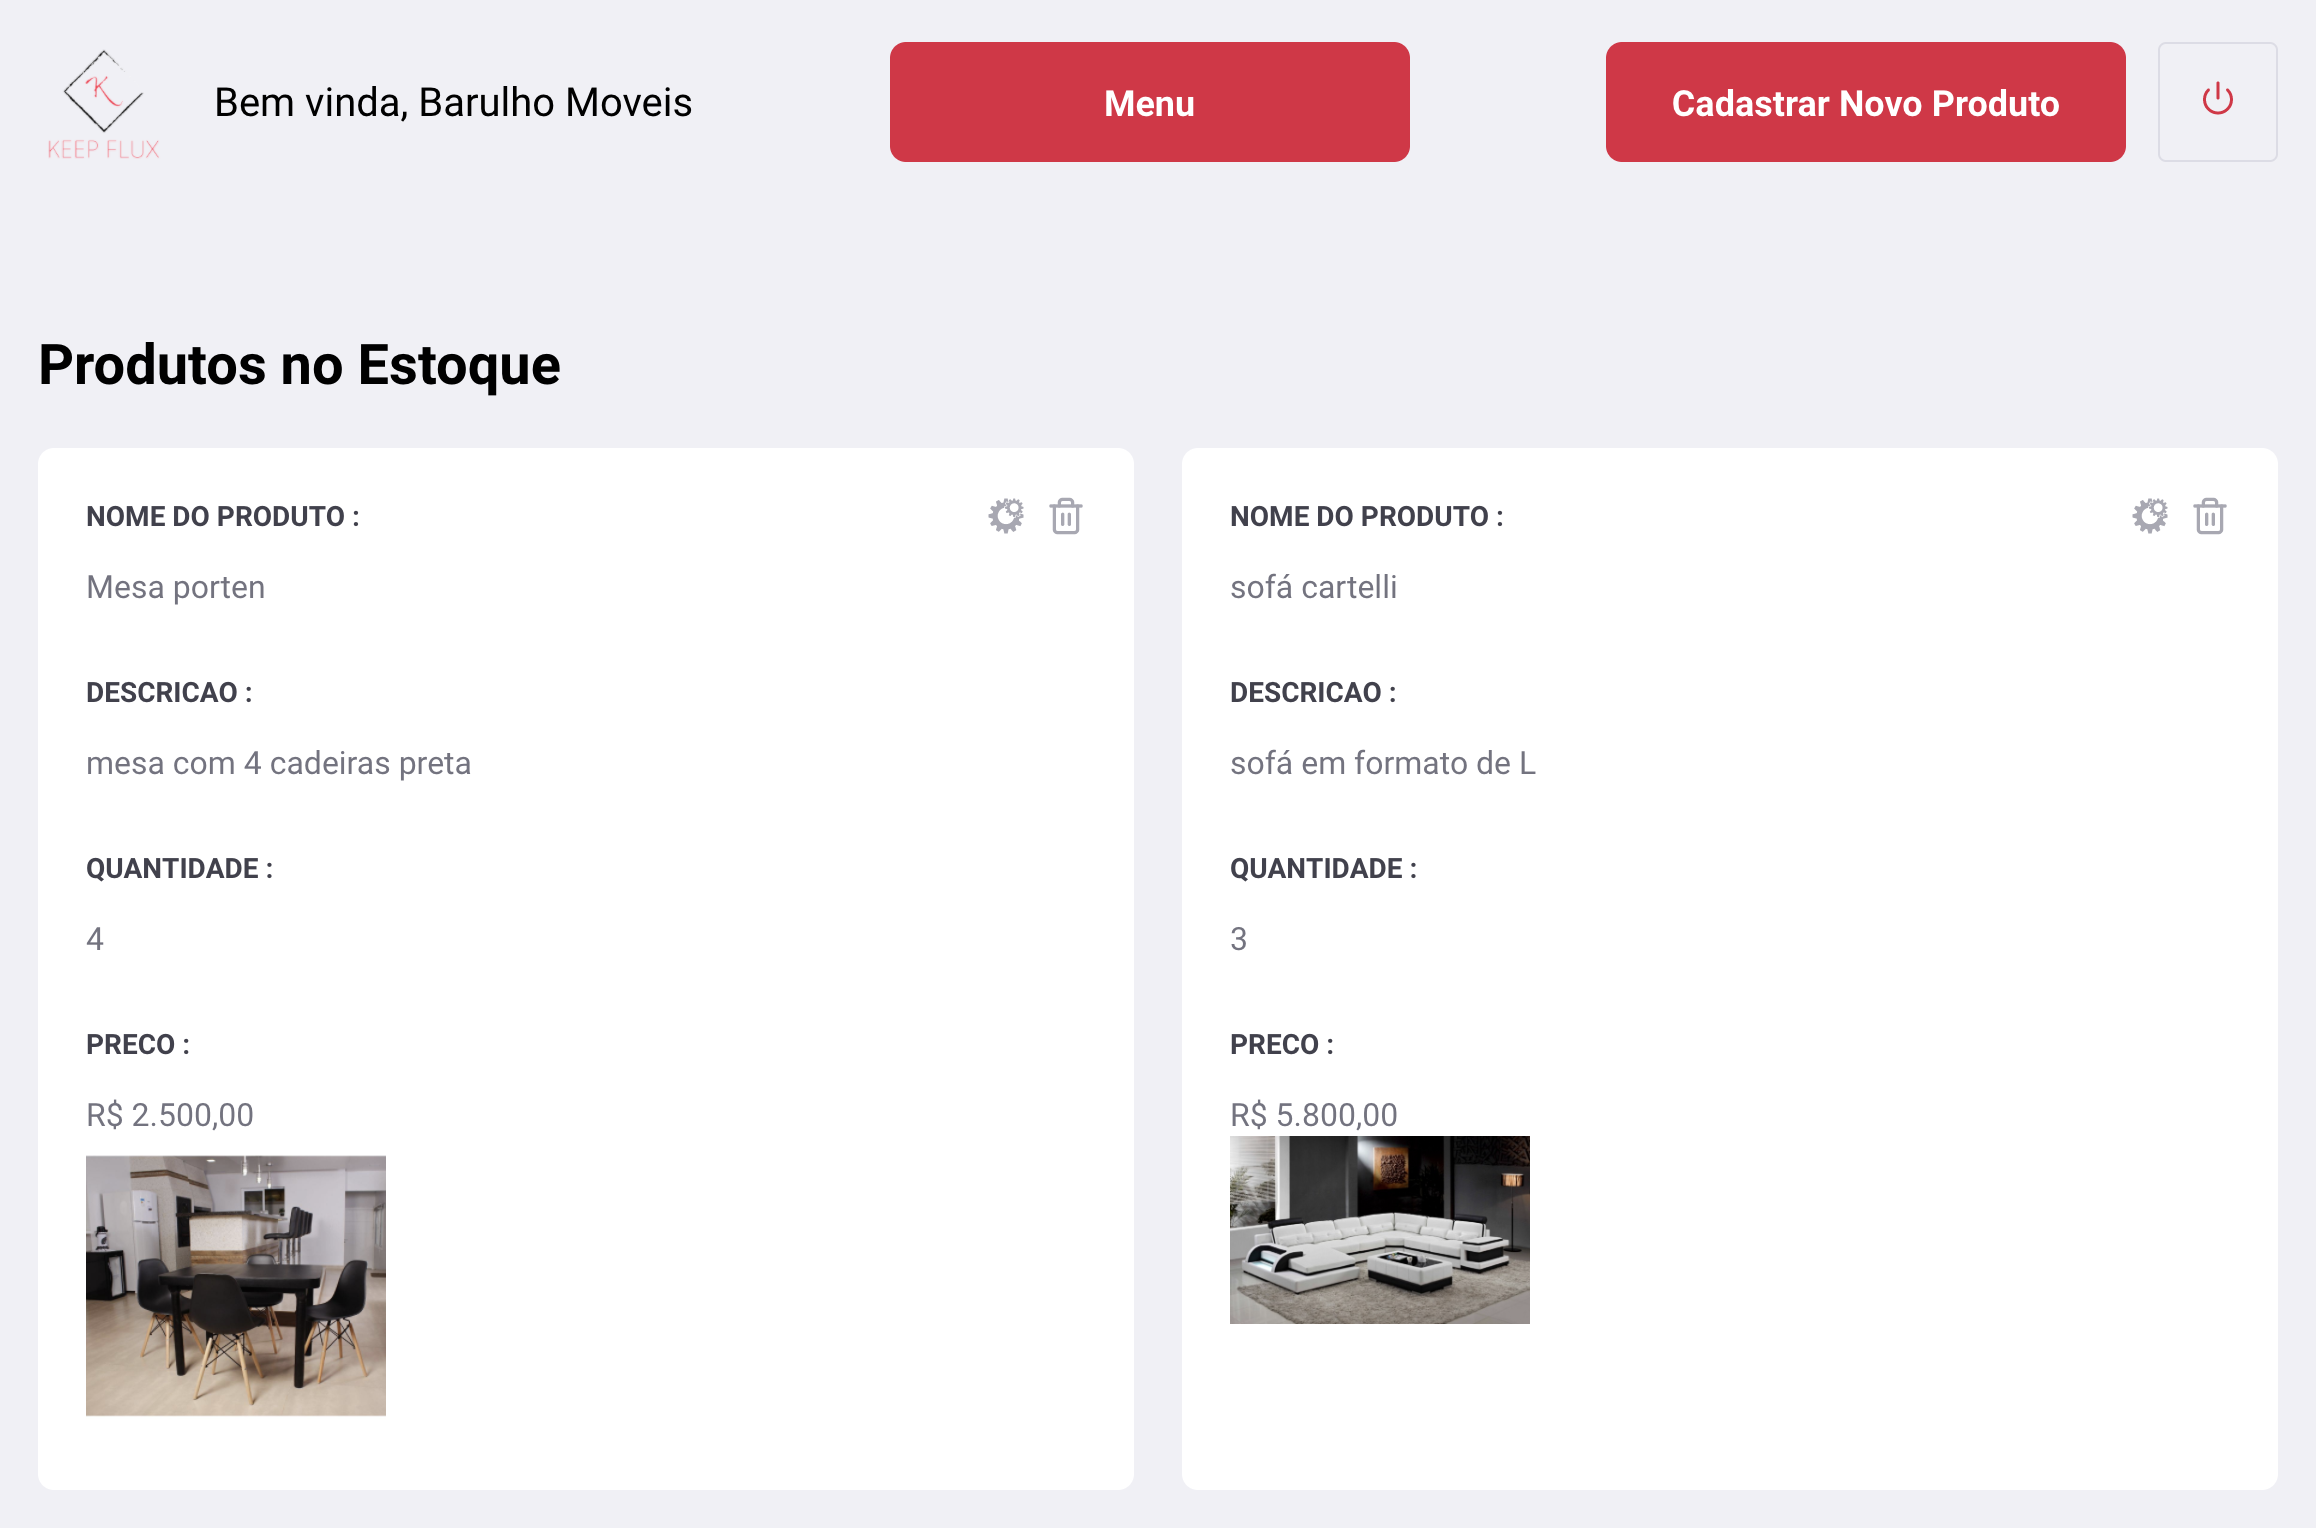 K
KEEP FLUX
Bem vinda, Barulho Moveis
Menu
Cadastrar Novo Produto
Produtos no Estoque
NOME DO PRODUTO :
Mesa porten
DESCRICAO :
mesa com 4 cadeiras preta
QUANTIDADE :
4
PRECO :
R$ 2.500,00
NOME DO PRODUTO :
sofá cartelli
DESCRICAO :
sofá em formato de L
QUANTIDADE :
3
PRECO :
R$ 5.800,00